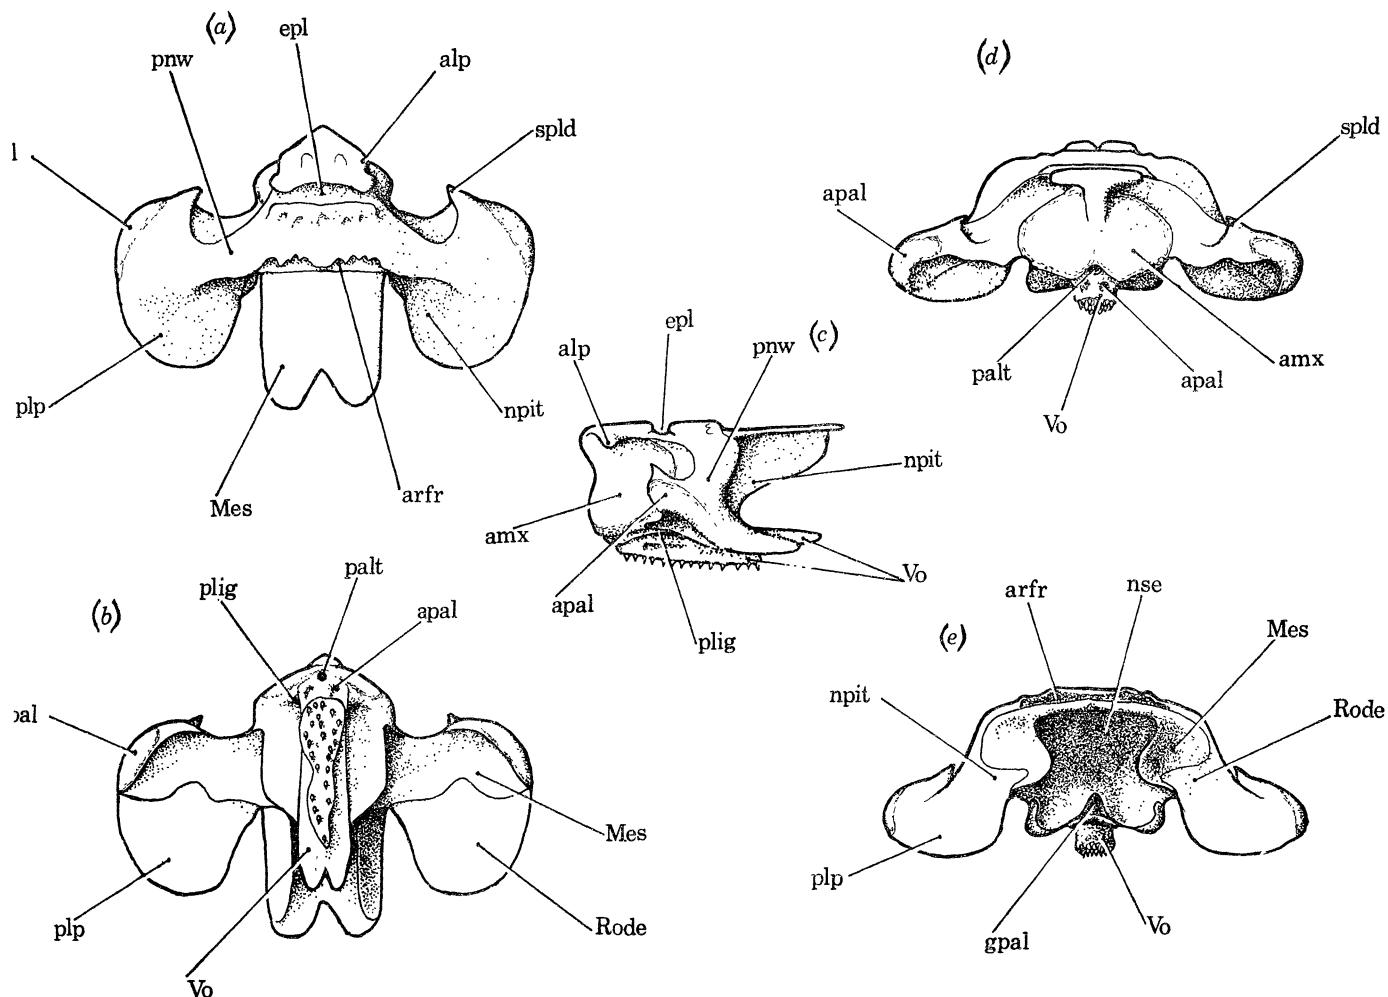 (a)
epl
pnw
alp
spld
l
plp
npit
Mes
arfr
(d)
spld
apal
palt
apal
amx
Vo
(c)
epl
pnw
alp
npit
amx
Vo
apal
plig
(b)
palt
plig
apal
pal
Mes
plp
Rode
Vo
(e)
arfr
nse
Mes
npit
Rode
plp
gpal
Vo